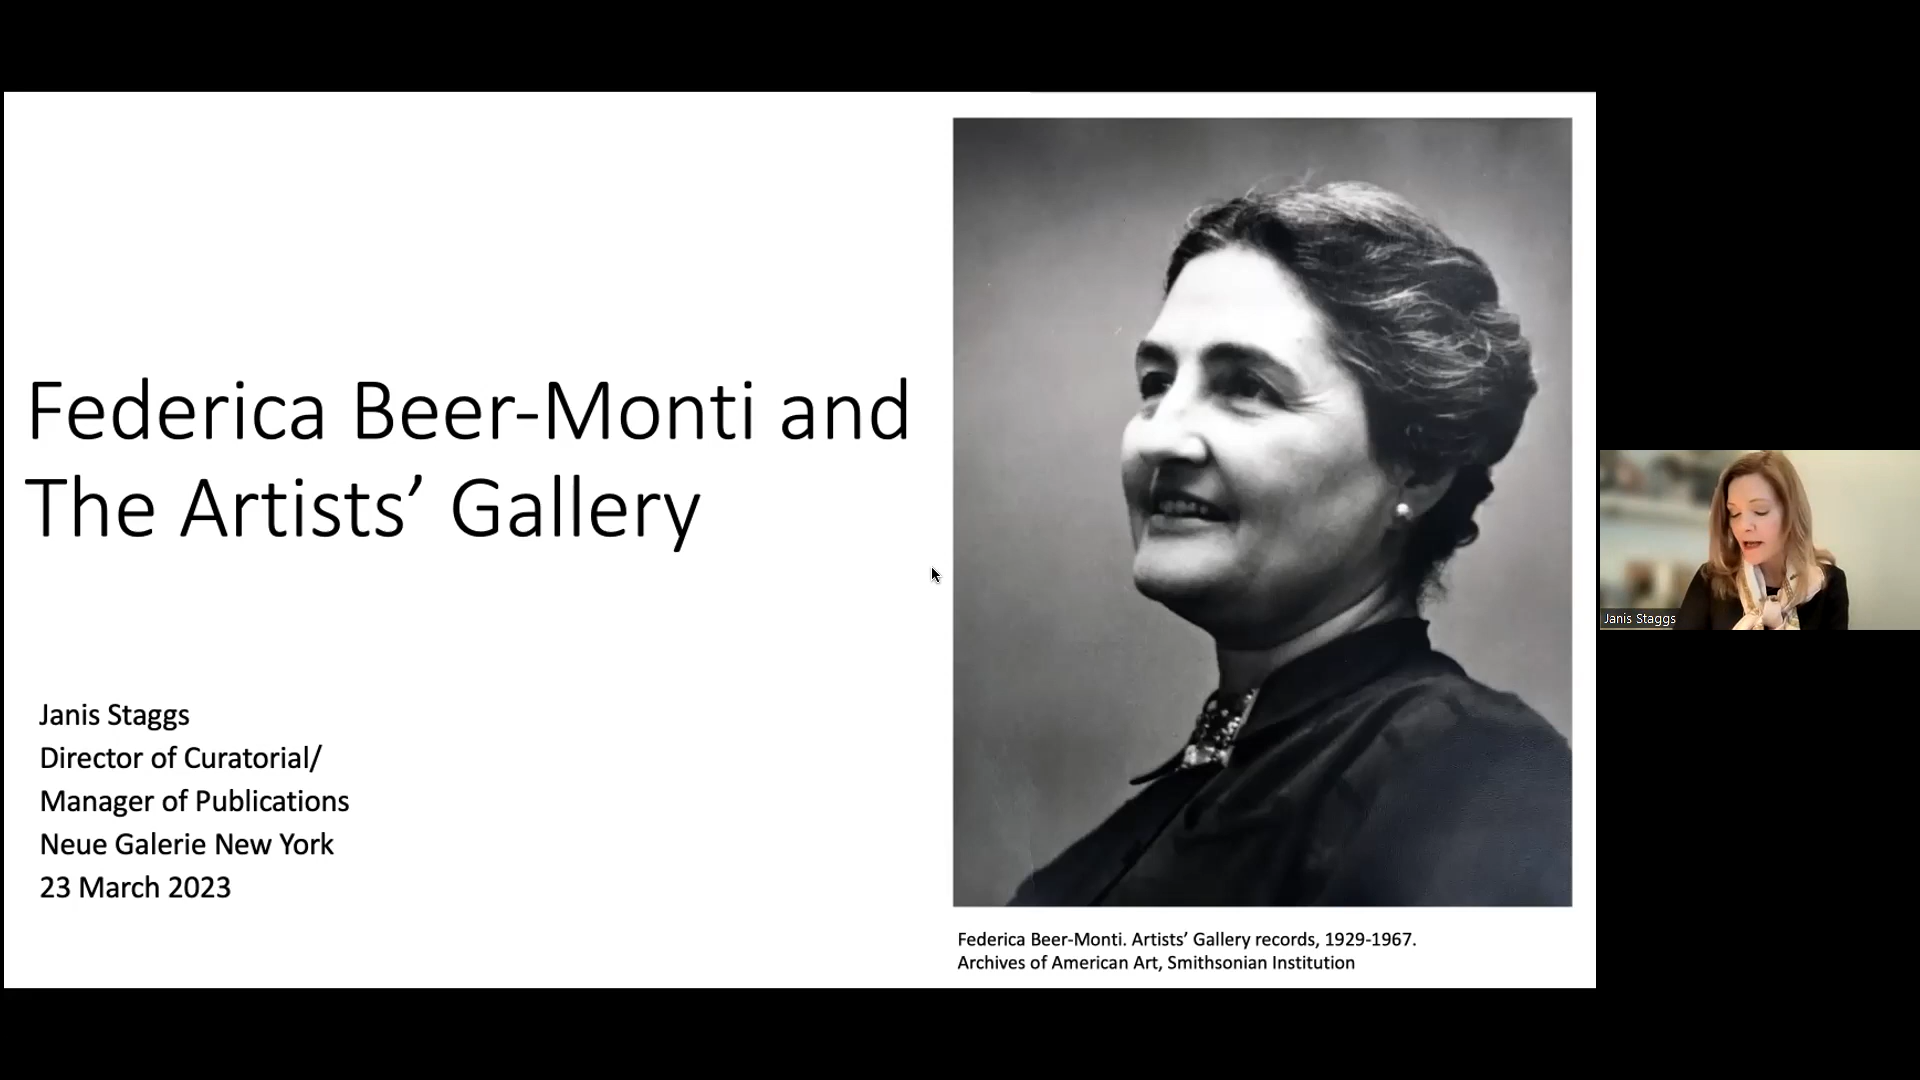 Federica Beer-Monti and
The Artists’ Gallery
Janis Staggs
Director of Curatorial/
Manager of Publications
Neue Galerie New York
23 March 2023
Federica Beer-Monti. Artists’ Gallery records, 1929-1967.
Archives of American Art, Smithsonian Institution
Janis Staggs